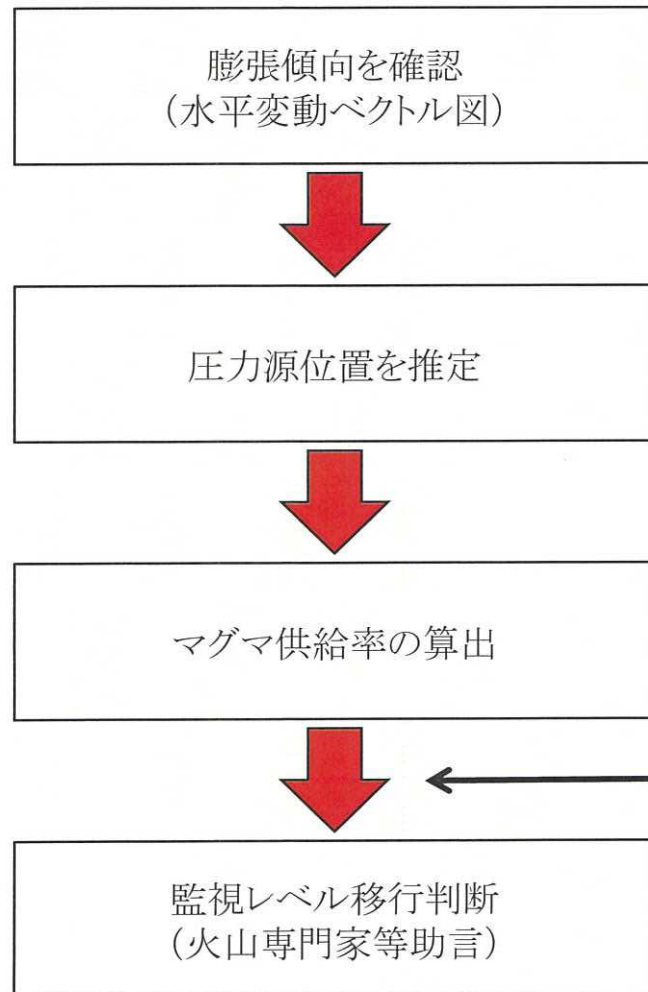 膨張傾向を確認
（水平変動ベクトル図）
圧力源位置を推定
マグマ供給率の算出
監視レベル移行判断
（火山専門家等助言）